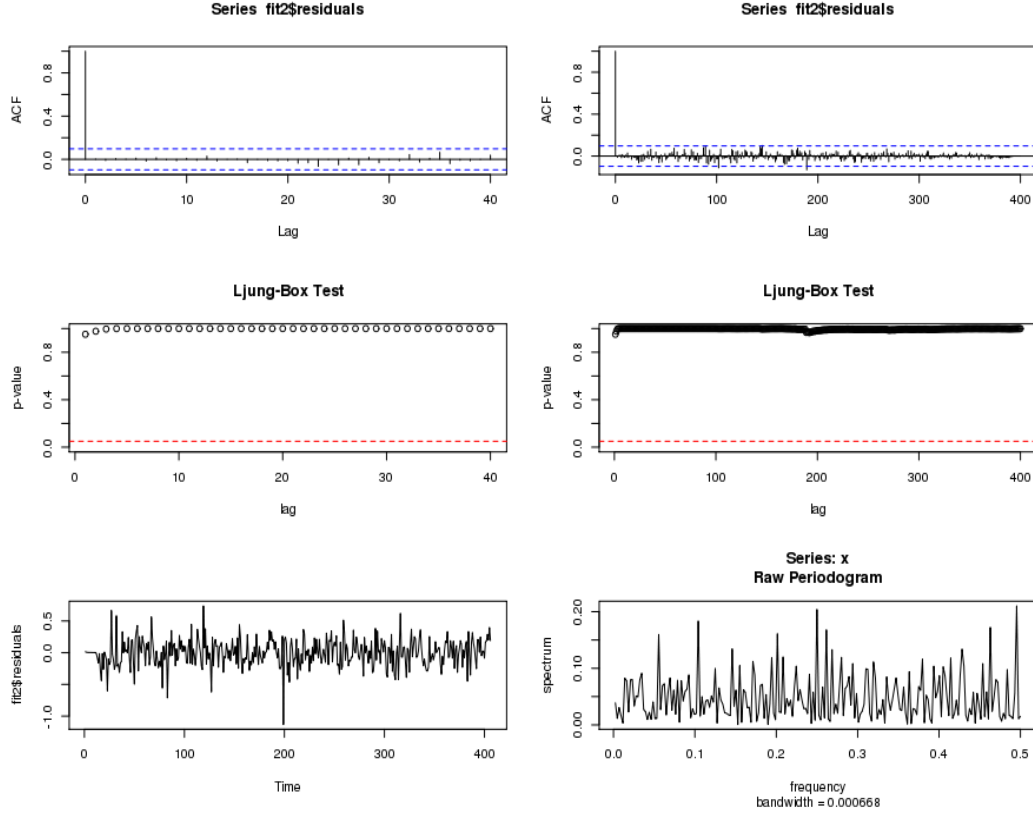 Series fit2$residuals
ACF
0.0 0.4 0.8
0 10 20 30 40
Lag
Series fit2$residuals
ACF
0.0 0.4 0.8
0 100 200 300 400
Lag
Ljung-Box Test
p-value
0.0 0.4 0.8
0 10 20 30 40
lag
Ljung-Box Test
p-value
0.0 0.4 0.8
0 100 200 300 400
lag
fit2$residuals
-1.0 0.0 0.5
0 100 200 300 400
Time
Series: x
Raw Periodogram
spectrum
0.00 0.10 0.20
0.0 0.1 0.2 0.3 0.4 0.5
frequency
bandwidth = 0.000668